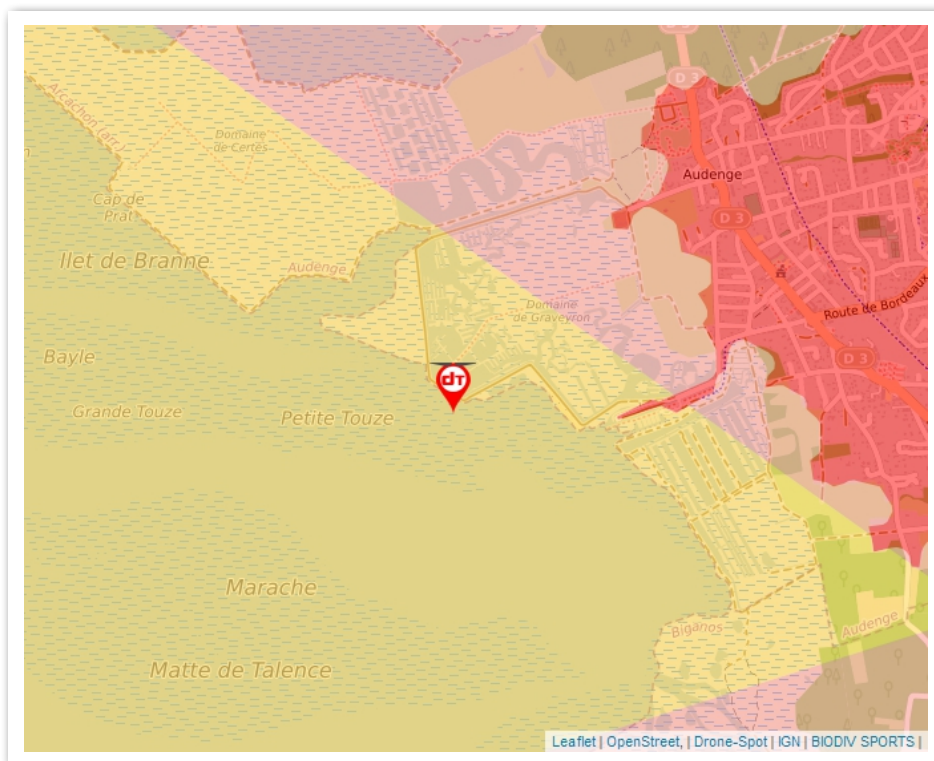 D 3
Arcachon (arr.)
Domaine
de Certes
Audenge
Cap de
Prat
D 3
Ilet de Branne
Audenge
Domaine
de Graveyron
Route de Bordeaux
Bayle
D 3
dT
Grande Touze
Petite Touze
Marache
Biganos
Audenge
Matte de Talence
Leaflet | OpenStreet, | Drone-Spot | IGN | BIODIV SPORTS |